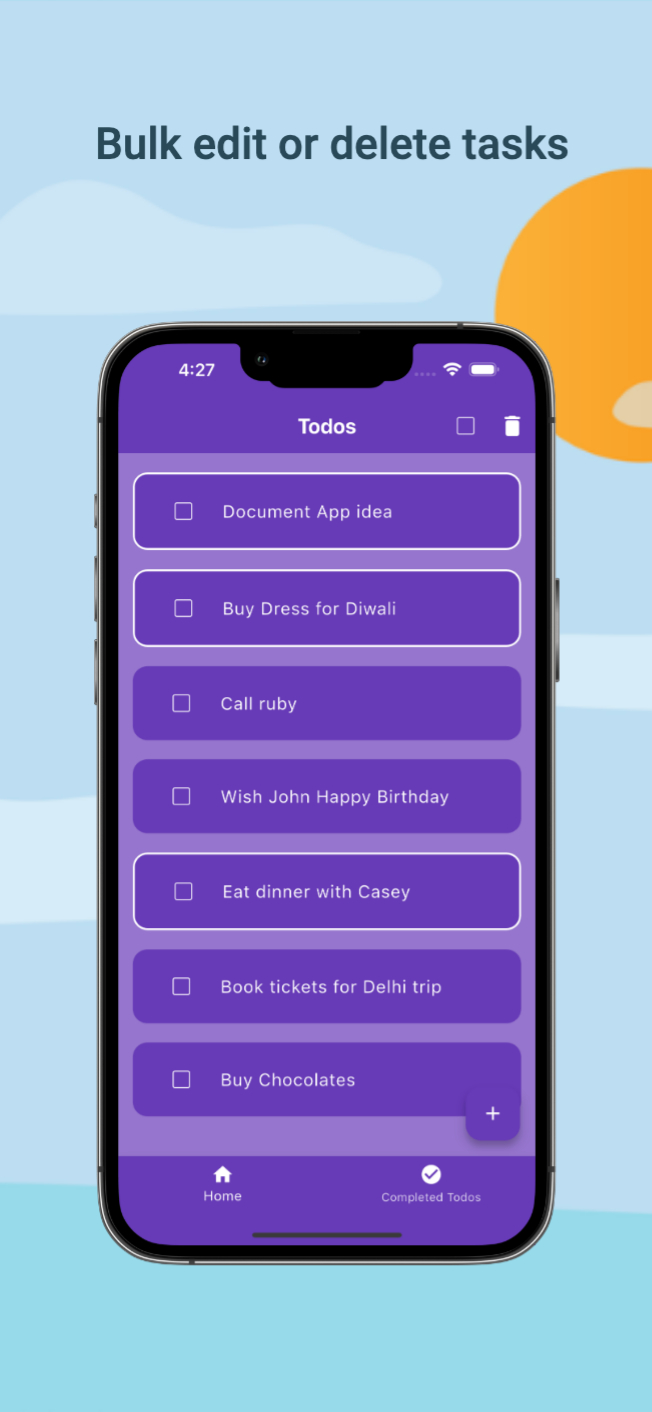 Bulk edit or delete tasks
4:27
Todos
Document App idea
Buy Dress for Diwali
Call ruby
Wish John Happy Birthday
Eat dinner with Casey
Book tickets for Delhi trip
Buy Chocolates
+
Home
Completed Todos